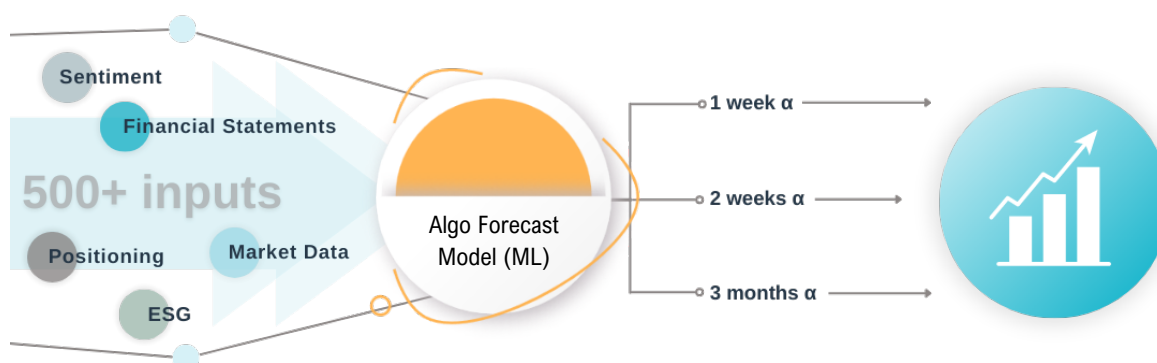 Sentiment
Financial Statements
500+ inputs
Positioning
Market Data
ESG
Algo Forecast
Model (ML)
1 week α
2 weeks α
3 months α